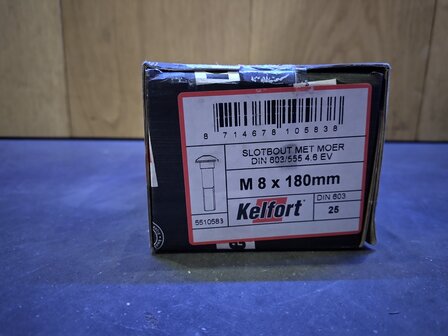 8 714678 105838
SLOTBOUT MET MOER
DIN 603/555 4.6 EV
M 8 x 180mm
5510583
Kelfort
DIN 603
25